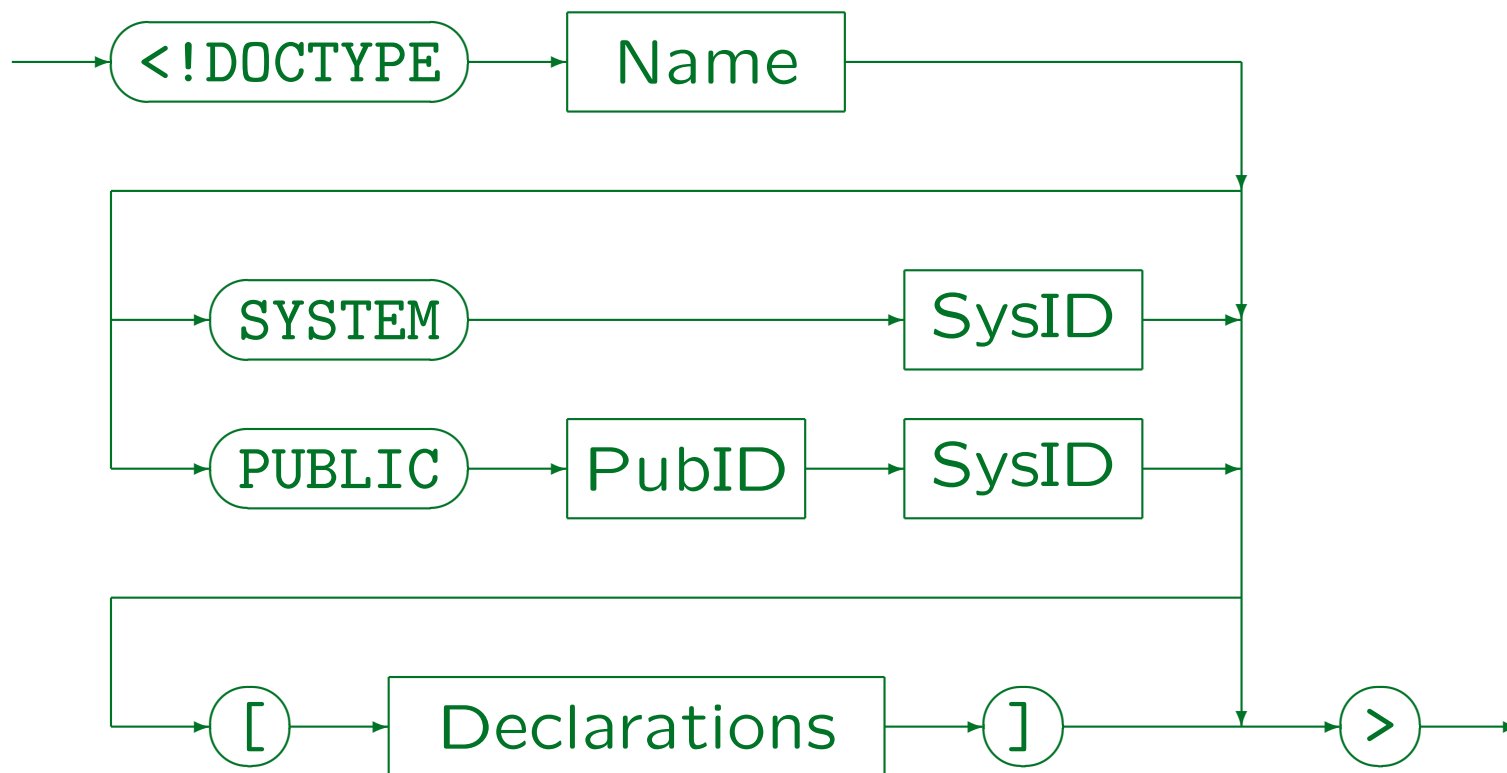 <!DOCTYPE Name
SYSTEM SysID
PUBLIC PubID SysID
[ Declarations ] >